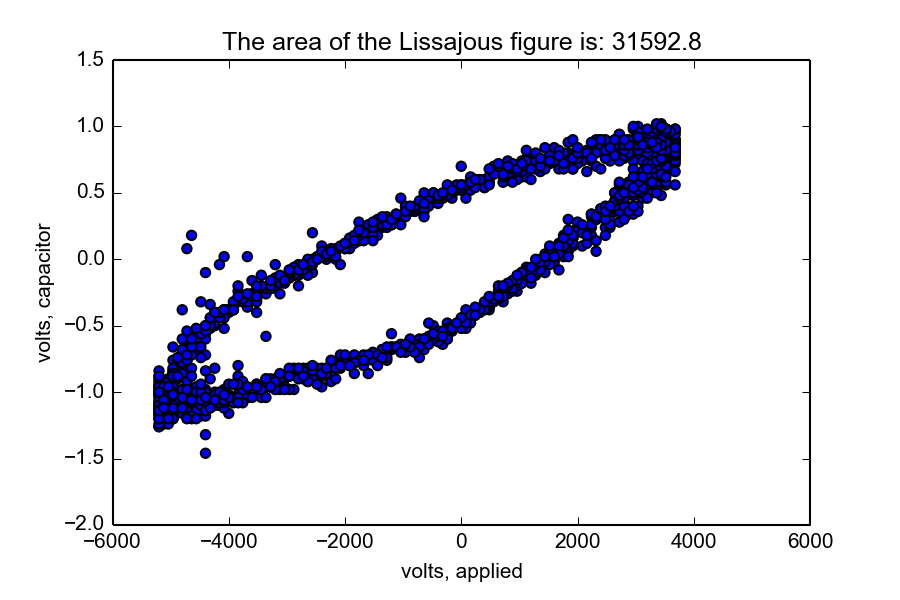 The area of the Lissajous figure is: 31592.8
1.5
1.0
0.5
0.0
−0.5
−1.0
−1.5
−2.0
volts, capacitor
−6000 −4000 −2000 0 2000 4000 6000
volts, applied